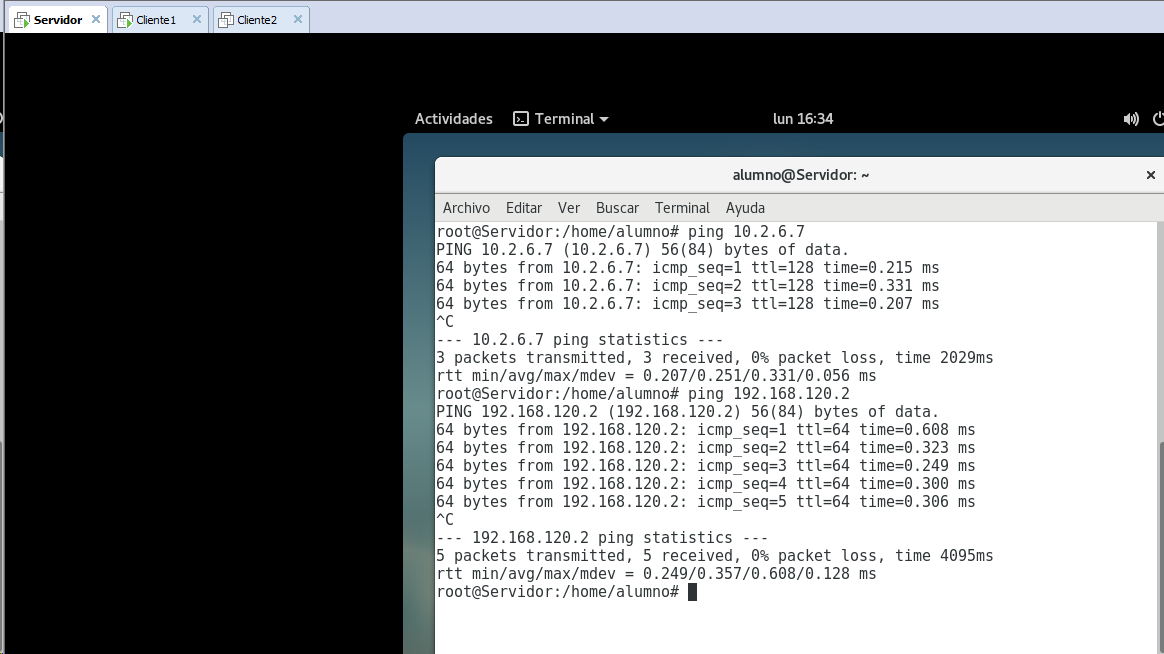 Servidor Cliente1 Cliente2
Actividades Terminal lun 16:34
alumno@Servidor: ~
Archivo Editar Ver Buscar Terminal Ayuda
root@Servidor:/home/alumno# ping 10.2.6.7
PING 10.2.6.7 (10.2.6.7) 56(84) bytes of data.
64 bytes from 10.2.6.7: icmp_seq=1 ttl=128 time=0.215 ms
64 bytes from 10.2.6.7: icmp_seq=2 ttl=128 time=0.331 ms
64 bytes from 10.2.6.7: icmp_seq=3 ttl=128 time=0.207 ms
^C
--- 10.2.6.7 ping statistics ---
3 packets transmitted, 3 received, 0% packet loss, time 2029ms
rtt min/avg/max/mdev = 0.207/0.251/0.331/0.056 ms
root@Servidor:/home/alumno# ping 192.168.120.2
PING 192.168.120.2 (192.168.120.2) 56(84) bytes of data.
64 bytes from 192.168.120.2: icmp_seq=1 ttl=64 time=0.608 ms
64 bytes from 192.168.120.2: icmp_seq=2 ttl=64 time=0.323 ms
64 bytes from 192.168.120.2: icmp_seq=3 ttl=64 time=0.249 ms
64 bytes from 192.168.120.2: icmp_seq=4 ttl=64 time=0.300 ms
64 bytes from 192.168.120.2: icmp_seq=5 ttl=64 time=0.306 ms
^C
--- 192.168.120.2 ping statistics ---
5 packets transmitted, 5 received, 0% packet loss, time 4095ms
rtt min/avg/max/mdev = 0.249/0.357/0.608/0.128 ms
root@Servidor:/home/alumno#